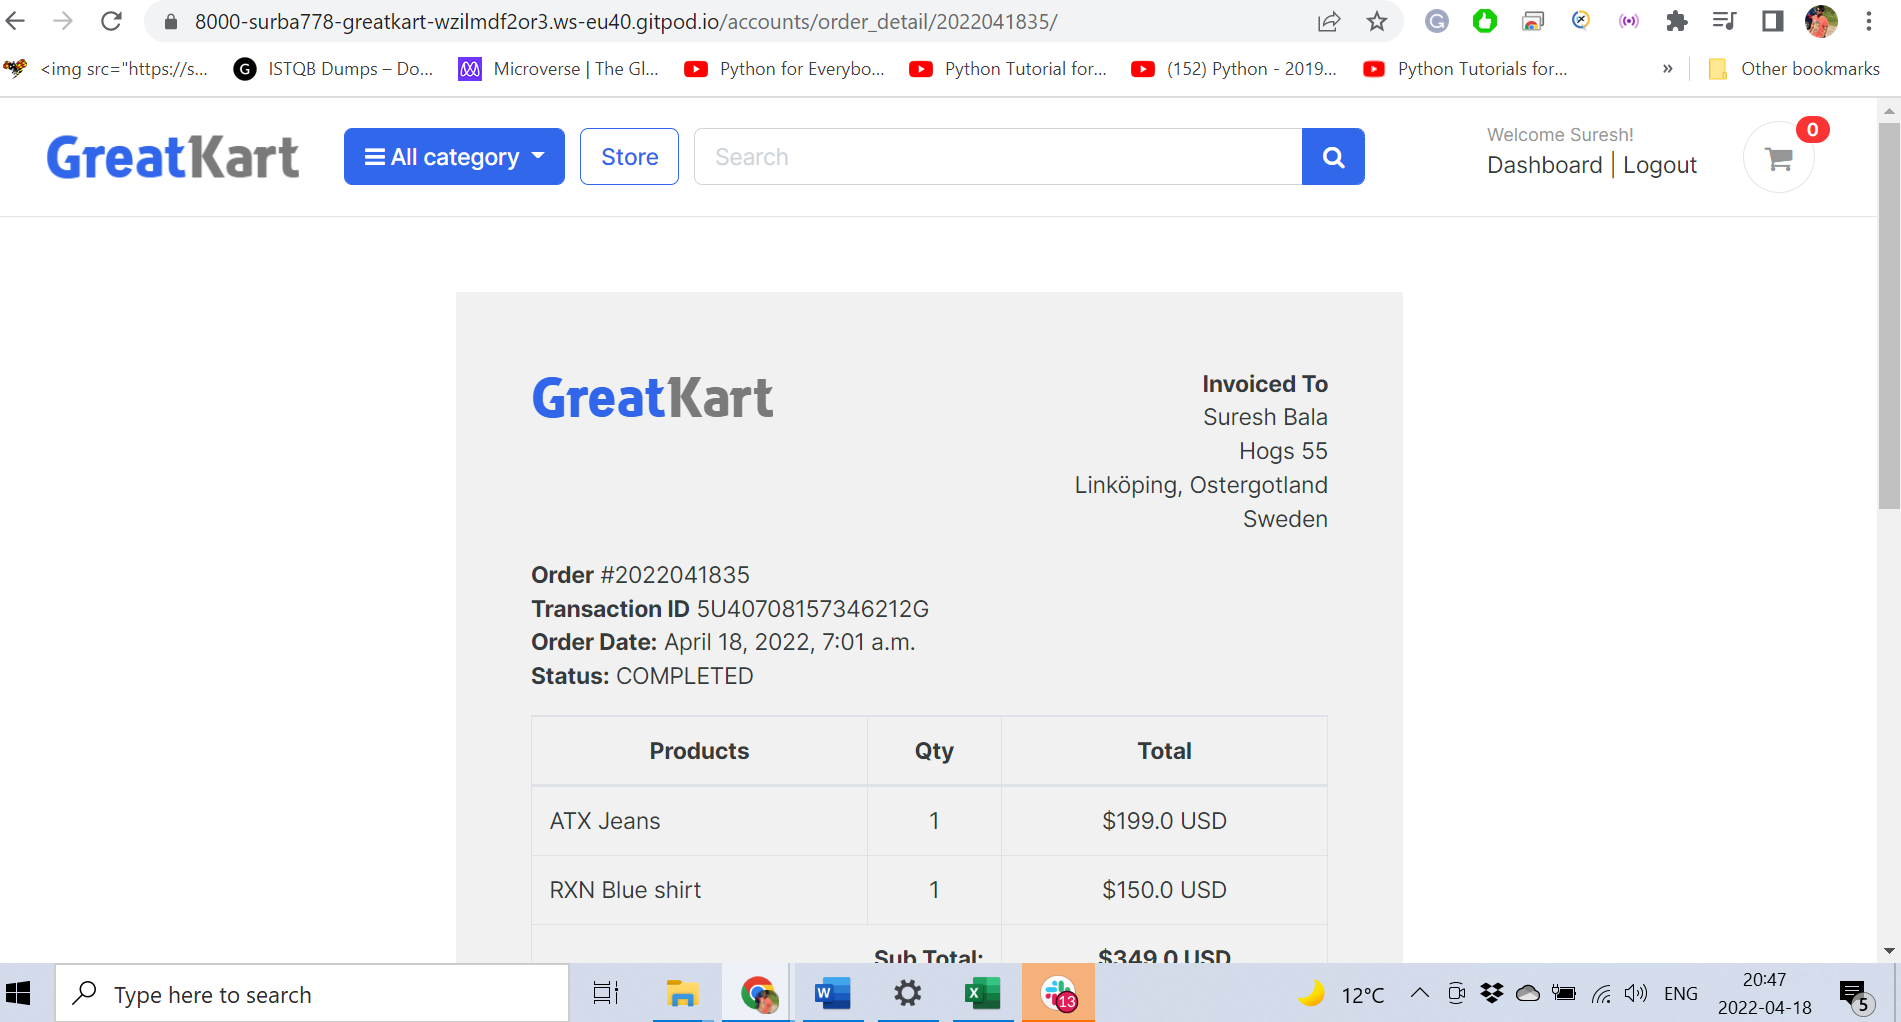 8000-surba778-greatkart-wzilmdf2or3.ws-eu40.gitpod.io/accounts/order_detail/2022041835/
<img src="https://s... ISTQB Dumps – Do... Microverse | The Gl... Python for Everybo... Python Tutorial for... (152) Python - 2019... Python Tutorials for... » Other bookmarks
GreatKart All category Store Search
Welcome Suresh!
Dashboard | Logout
0
GreatKart
Invoiced To
Suresh Bala
Hogs 55
Linköping, Ostergotland
Sweden
Order #2022041835
Transaction ID 5U40708157346212G
Order Date: April 18, 2022, 7:01 a.m.
Status: COMPLETED
Products Qty Total
ATX Jeans 1 $199.0 USD
RXN Blue shirt 1 $150.0 USD
Sub Total: $349.0 USD
Type here to search
13
12°C
ENG
20:47
2022-04-18
5